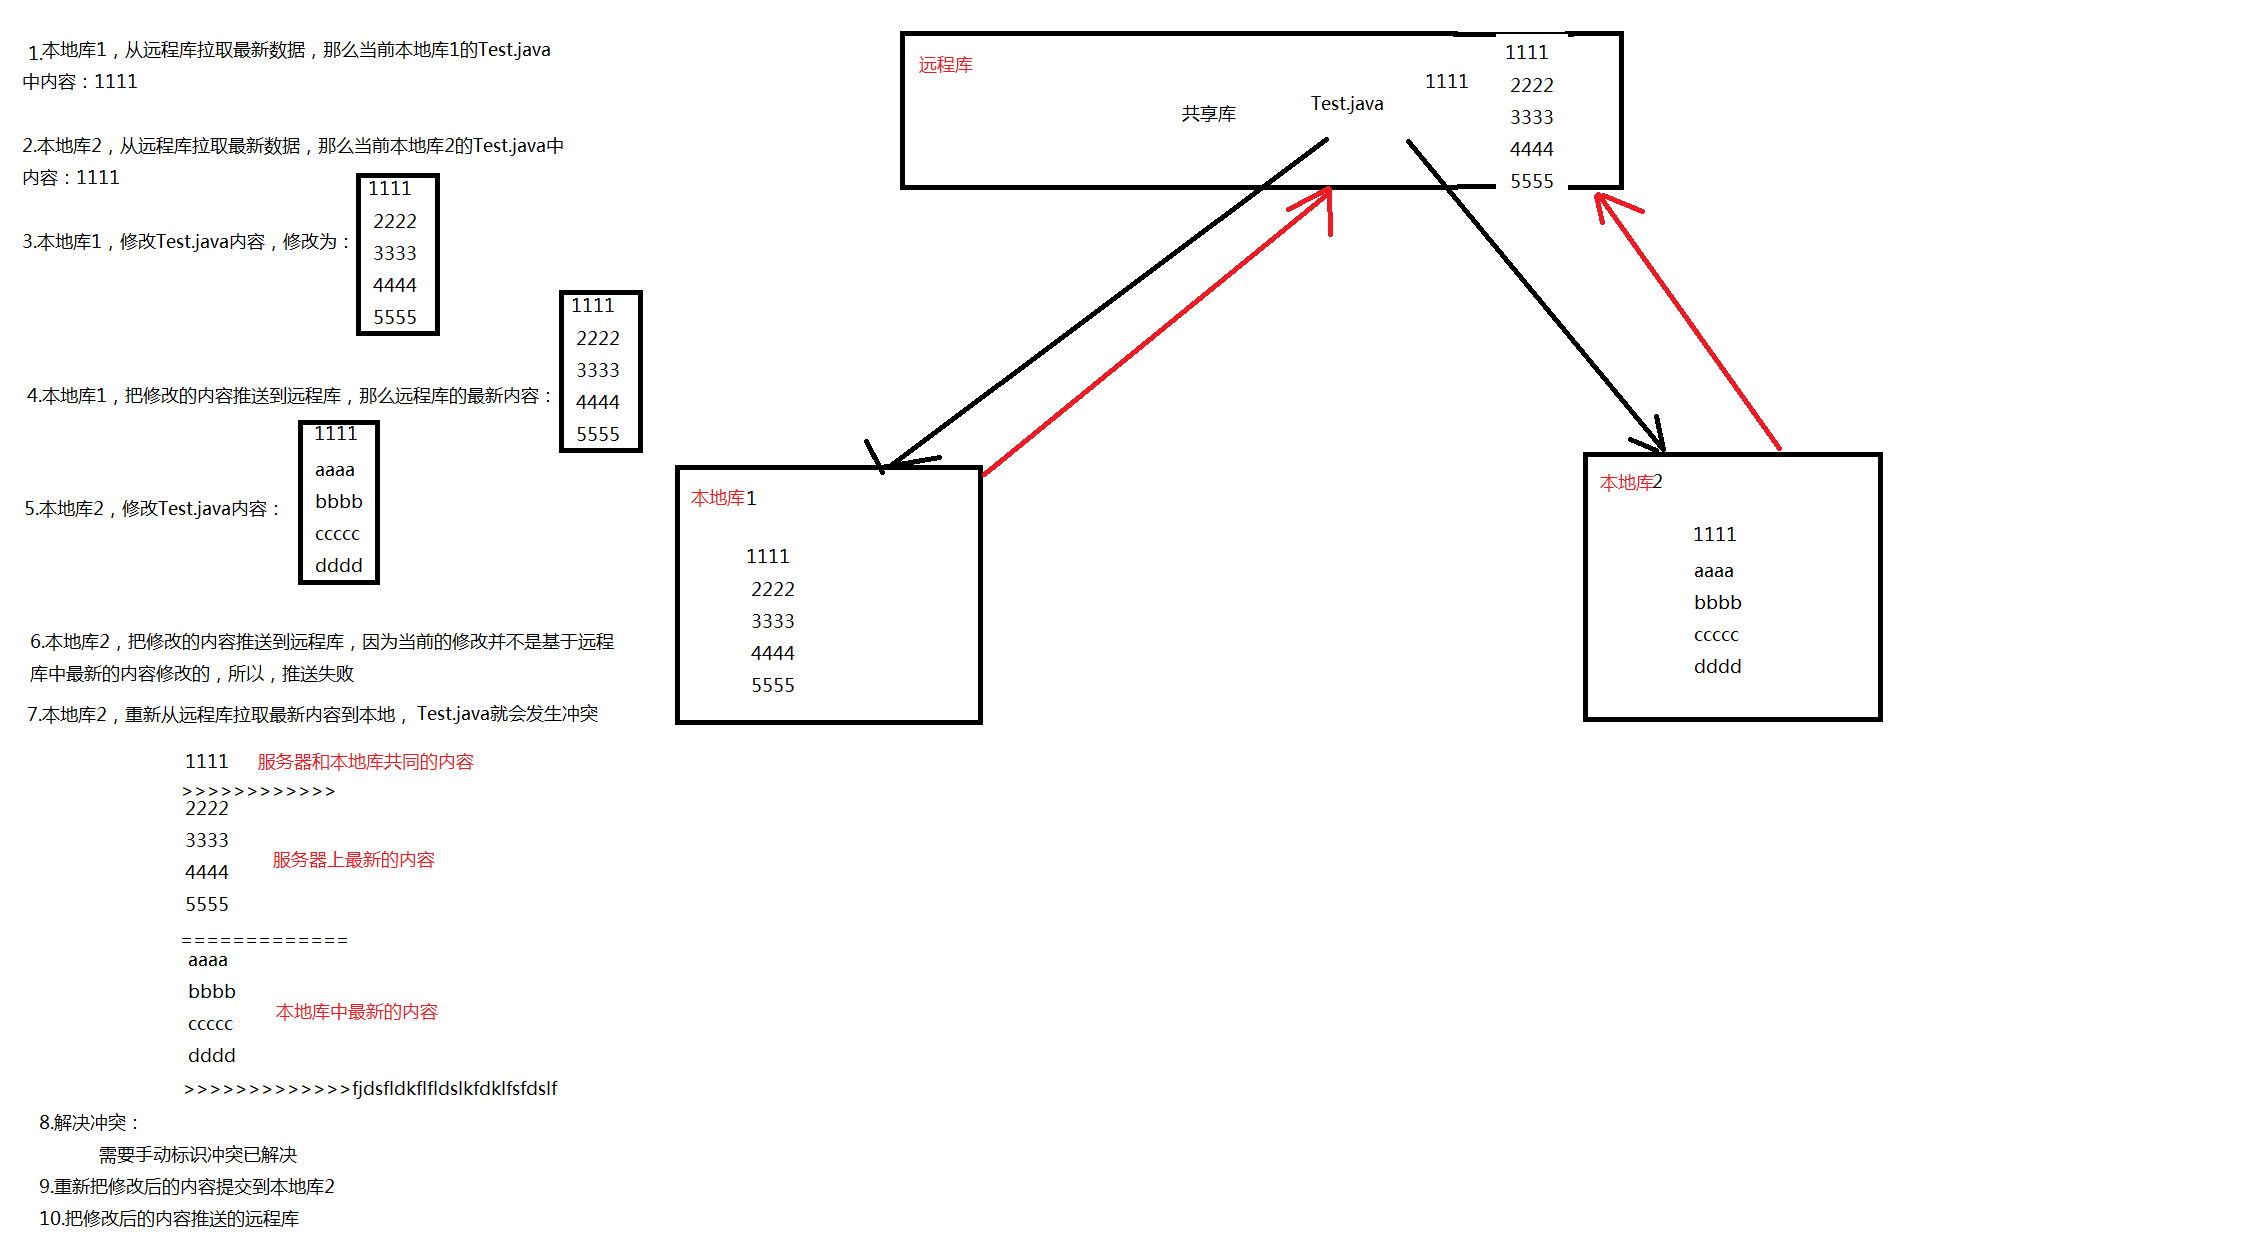 1.本地库1，从远程库拉取最新数据，那么当前本地库1的Test.java
中内容：1111
2.本地库2，从远程库拉取最新数据，那么当前本地库2的Test.java中
内容：1111
3.本地库1，修改Test.java内容，修改为：
1111
2222
3333
4444
5555
4.本地库1，把修改的内容推送到远程库，那么远程库的最新内容：
1111
2222
3333
4444
5555
5.本地库2，修改Test.java内容：
1111
aaaa
bbbb
ccccc
dddd
6.本地库2，把修改的内容推送到远程库，因为当前的修改并不是基于远程
库中最新的内容修改的，所以，推送失败
7.本地库2，重新从远程库拉取最新内容到本地， Test.java就会发生冲突
1111 服务器和本地库共同的内容
>>>>>>>>>>>>
2222
3333
服务器上最新的内容
4444
5555
=============
aaaa
bbbb
本地库中最新的内容
ccccc
dddd
>>>>>>>>>>>>>fjdsfldkflfldslkfdklfsfdslf
8.解决冲突：
需要手动标识冲突已解决
9.重新把修改后的内容提交到本地库2
10.把修改后的内容推送的远程库
远程库
共享库
Test.java
1111
1111
2222
3333
4444
5555
本地库1
1111
2222
3333
4444
5555
本地库2
1111
aaaa
bbbb
ccccc
dddd